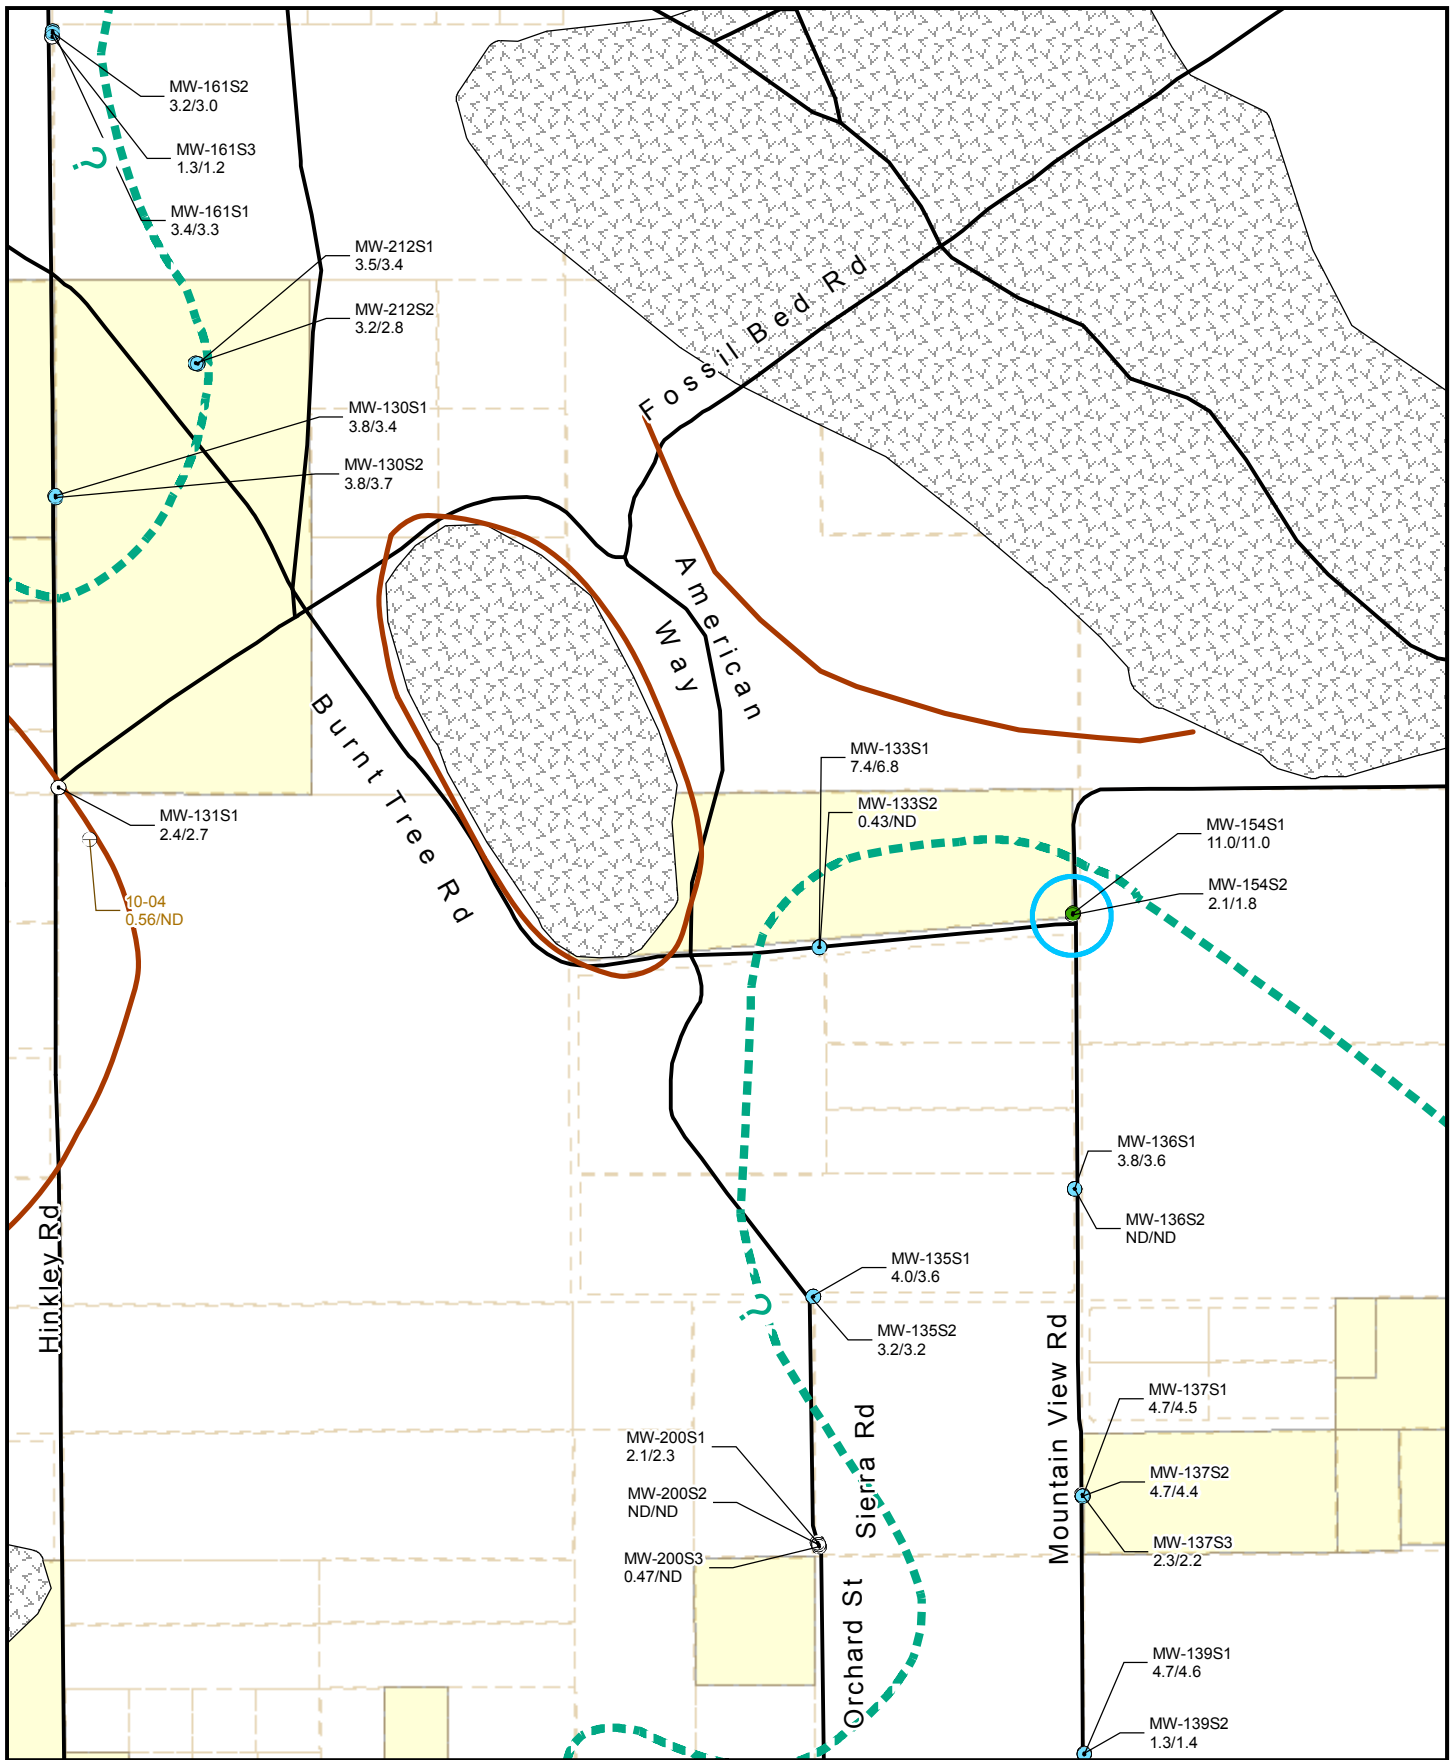 MW-161S2
3.2/3.0
MW-161S3
1.3/1.2
?
MW-161S1
3.4/3.3
MW-212S1
3.5/3.4
MW-212S2
3.2/2.8
Fossil Bed Rd
MW-130S1
3.8/3.4
MW-130S2
3.8/3.7
American
Way
Burnt Tree Rd
MW-133S1
7.4/6.8
MW-133S2
0.43/ND
MW-131S1
2.4/2.7
MW-154S1
11.0/11.0
MW-154S2
2.1/1.8
10-04
0.56/ND
MW-136S1
3.8/3.6
MW-136S2
ND/ND
Hinkley Rd
MW-135S1
4.0/3.6
?
MW-135S2
3.2/3.2
Mountain View Rd
MW-137S1
4.7/4.5
Sierra Rd
MW-200S1
2.1/2.3
MW-137S2
4.7/4.4
MW-200S2
ND/ND
MW-137S3
2.3/2.2
MW-200S3
0.47/ND
Orchard St
MW-139S1
4.7/4.6
MW-139S2
1.3/1.4